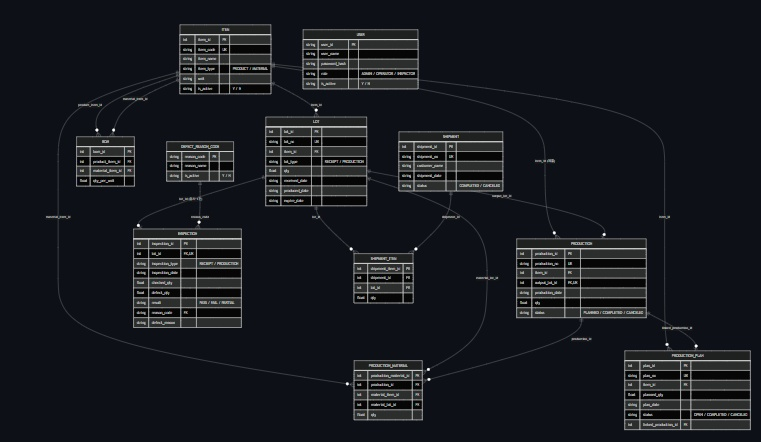 ITEM
int item_id PK
string item_code UK
string item_name
string item_type PRODUCT / MATERIAL
string unit
string is_active Y / N
USER
string user_id PK
string user_name
string password_hash
string role ADMIN / OPERATOR / INSPECTOR
string is_active Y / N
product_item_id
material_item_id
item_id
BOM
int bom_id PK
int product_item_id FK
int material_item_id FK
float qty_per_unit
DEFECT_REASON_CODE
string reason_code PK
string reason_name
string is_active Y / N
LOT
int lot_id PK
string lot_no UK
int item_id FK
string lot_type RECEIPT / PRODUCTION
float qty
string received_date
string produced_date
string expire_date
SHIPMENT
int shipment_id PK
string shipment_no UK
string customer_name
string shipment_date
string status COMPLETED / CANCELED
output_lot_id
reason_code
material_item_id
lot_id
shipment_id
item_id
INSPECTION
int inspection_id PK
int lot_id FK,UK
string inspection_type RECEIPT / PRODUCTION
string inspection_date
float checked_qty
float defect_qty
string result PASS / FAIL / PARTIAL
string reason_code FK
string defect_reason
SHIPMENT_ITEM
int shipment_item_id PK
int shipment_id FK
int lot_id FK
float qty
material_lot_id
PRODUCTION
int production_id PK
string production_no UK
int item_id FK
int output_lot_id FK,UK
string production_date
float qty
string status PLANNED / COMPLETED / CANCELED
linked_production_id
production_id
PRODUCTION_MATERIAL
int production_material_id PK
int production_id FK
int material_item_id FK
int material_lot_id FK
float qty
PRODUCTION_PLAN
int plan_id PK
string plan_no UK
int item_id FK
float planned_qty
string plan_date
string status OPEN / COMPLETED / CANCELED
int linked_production_id FK